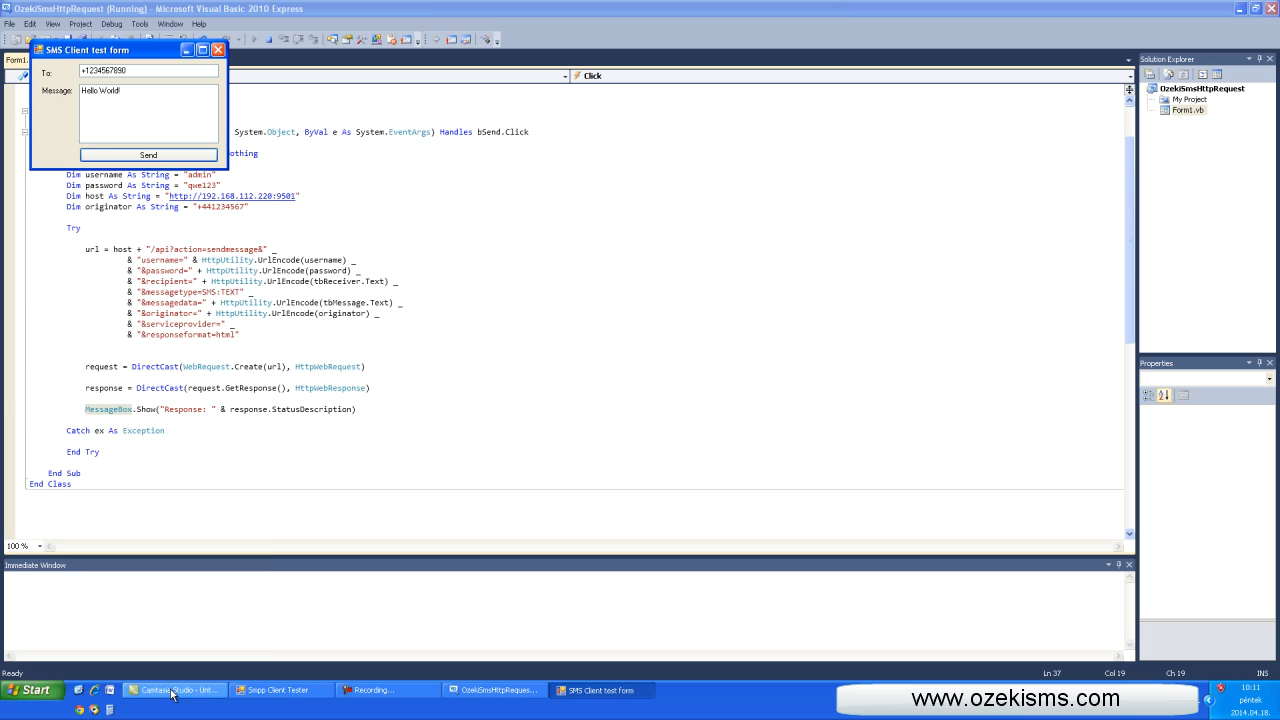 OzekiSmsHttpRequest (Running) - Microsoft Visual Basic 2010 Express
File Edit View Project Debug Tools Window Help
Form1.
SMS Client test form
To: +1234567890
Message: Hello World!
Send
Click
System.Object, ByVal e As System.EventArgs) Handles bSend.Click
othing
Dim username As String = "admin"
Dim password As String = "qwe123"
Dim host As String = "http://192.168.112.220:9501"
Dim originator As String = "+441234567"
Try
url = host + "/api?action=sendmessage&" _
& "username=" & HttpUtility.UrlEncode(username) _
& "&password=" + HttpUtility.UrlEncode(password) _
& "&recipient=" + HttpUtility.UrlEncode(tbReceiver.Text) _
& "&messagetype=SMS:TEXT" _
& "&messagedata=" + HttpUtility.UrlEncode(tbMessage.Text) _
& "&originator=" + HttpUtility.UrlEncode(originator) _
& "&serviceprovider=" _
& "&responseformat=html"
request = DirectCast(WebRequest.Create(url), HttpWebRequest)
response = DirectCast(request.GetResponse(), HttpWebResponse)
MessageBox.Show("Response: " & response.StatusDescription)
Catch ex As Exception
End Try
End Sub
End Class
100 %
Immediate Window
Solution Explorer
OzekiSmsHttpRequest
My Project
Form1.vb
Properties
Ready
Ln 37 Col 19 Ch 19 INS
Start
Camtasia Studio - Unt...
Smpp Client Tester
Recording...
OzekiSmsHttpReques...
SMS Client test form
www.ozekisms.com
10:11
péntek
2014.04.18.